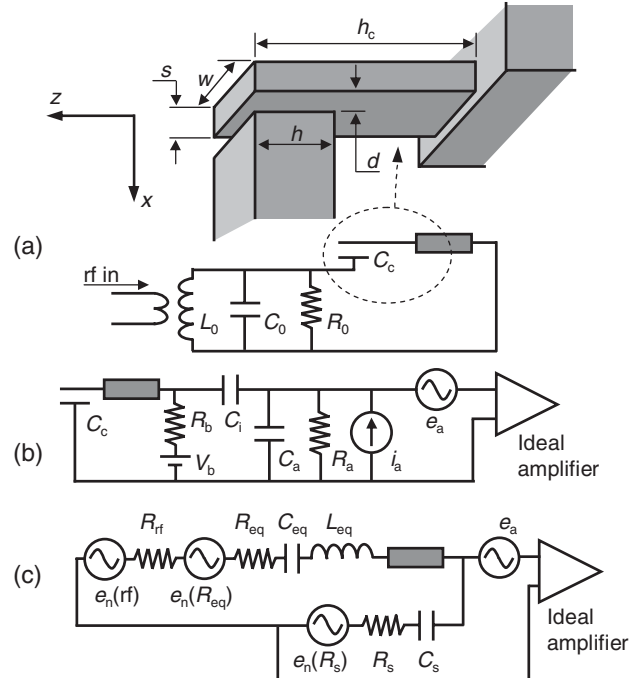 h_c
w
s
z
h
d
x
(a)
rf in
C_c
L_0
C_0
R_0
(b)
C_c
R_b
C_i
V_b
C_a
R_a
i_a
e_a
Ideal
amplifier
(c)
R_rf
R_eq
C_eq
L_eq
e_a
e_n(rf)
e_n(R_eq)
Ideal
amplifier
e_n(R_s)
R_s
C_s